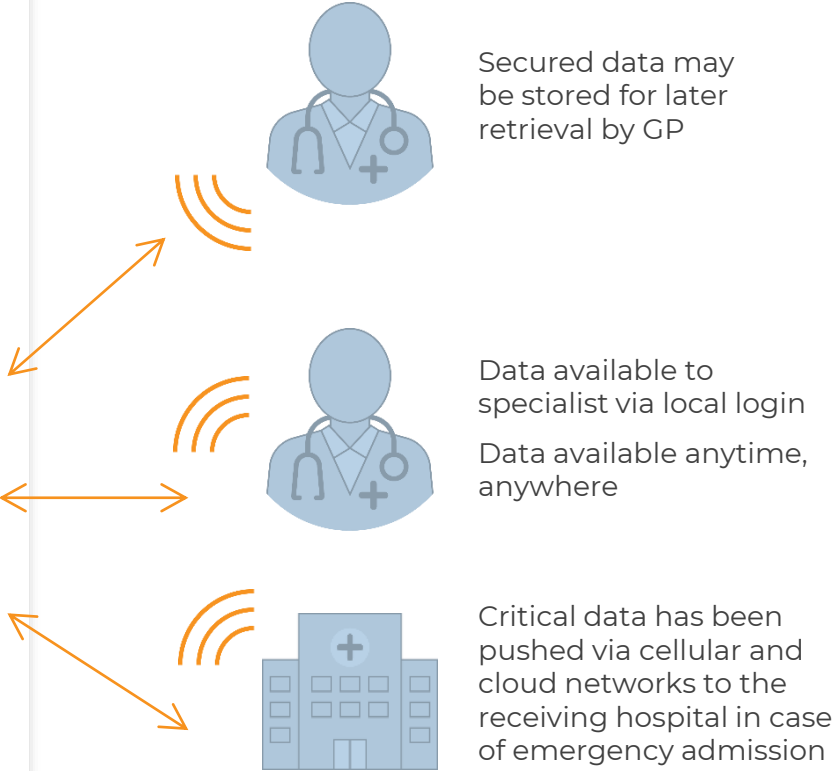 Secured data may
be stored for later
retrieval by GP
Data available to
specialist via local login
Data available anytime,
anywhere
Critical data has been
pushed via cellular and
cloud networks to the
receiving hospital in case
of emergency admission